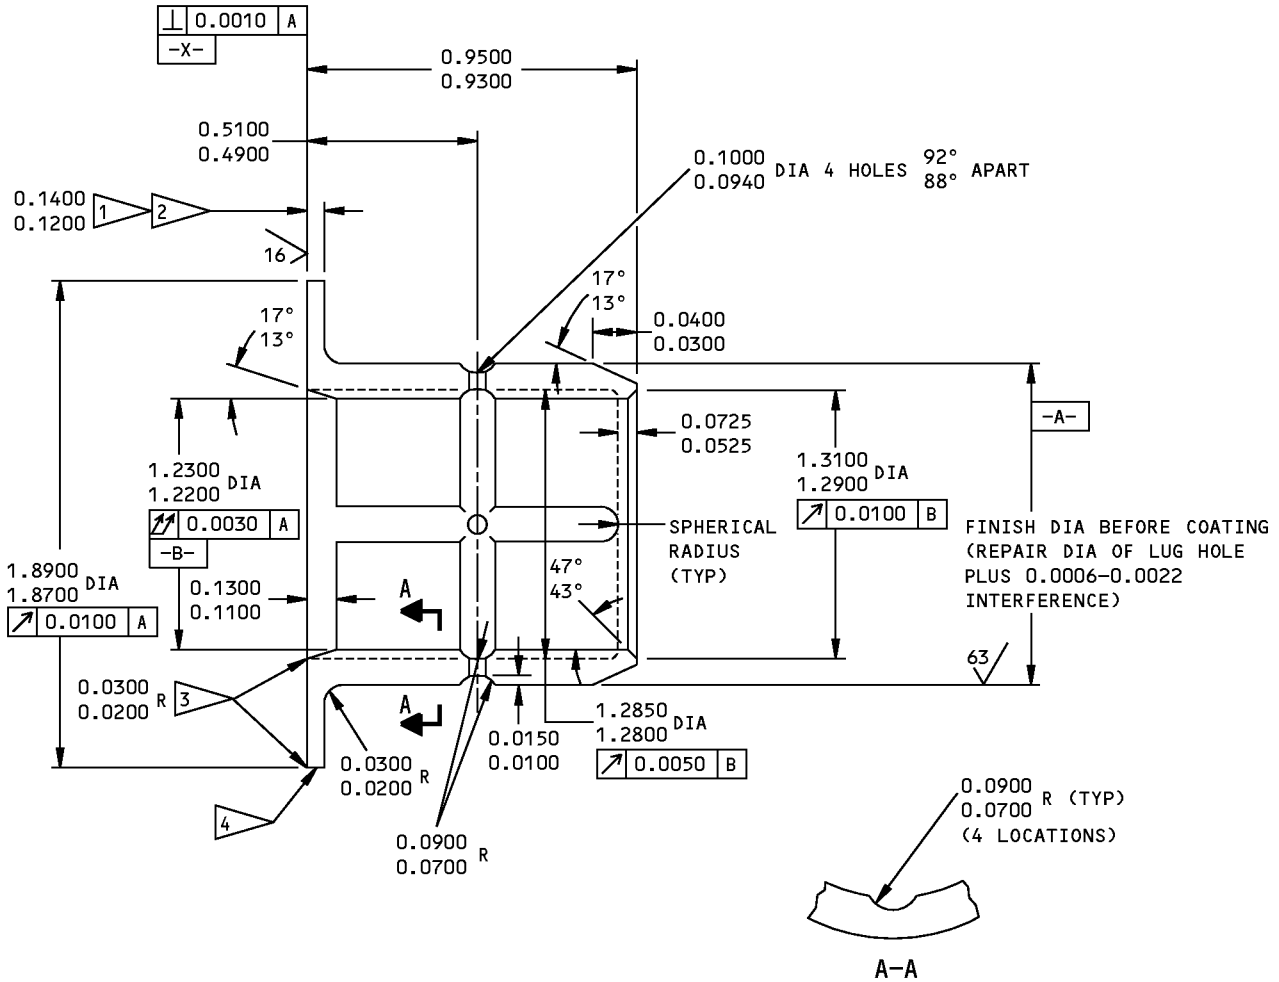 ⊥ 0.0010 A
-X-
0.9500
0.9300
0.5100
0.4900
0.1000
0.0940 DIA 4 HOLES 92° 88° APART
0.1400
0.1200
1 2
16
17°
13°
17°
13°
0.0400
0.0300
-A-
0.0725
0.0525
1.2300
1.2200 DIA
0.0030 A
-B-
1.3100
1.2900 DIA
0.0100 B
SPHERICAL
RADIUS
(TYP)
FINISH DIA BEFORE COATING
(REPAIR DIA OF LUG HOLE
PLUS 0.0006-0.0022
INTERFERENCE)
1.8900
1.8700 DIA
0.0100 A
0.1300
0.1100
47°
43°
A
63
0.0300
0.0200 R 3
A
1.2850
1.2800 DIA
0.0050 B
0.0150
0.0100
0.0300
0.0200 R
4
0.0900
0.0700 R
0.0900
0.0700 R (TYP)
(4 LOCATIONS)
A-A